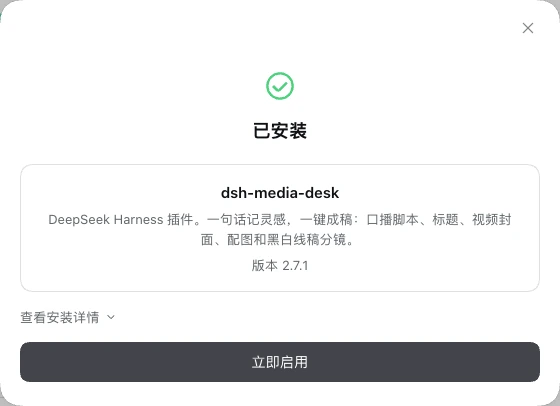 已安装
dsh-media-desk
DeepSeek Harness 插件。一句话记灵感，一键成稿：口播脚本、标题、视频封
面、配图和黑白线稿分镜。
版本 2.7.1
查看安装详情
立即启用